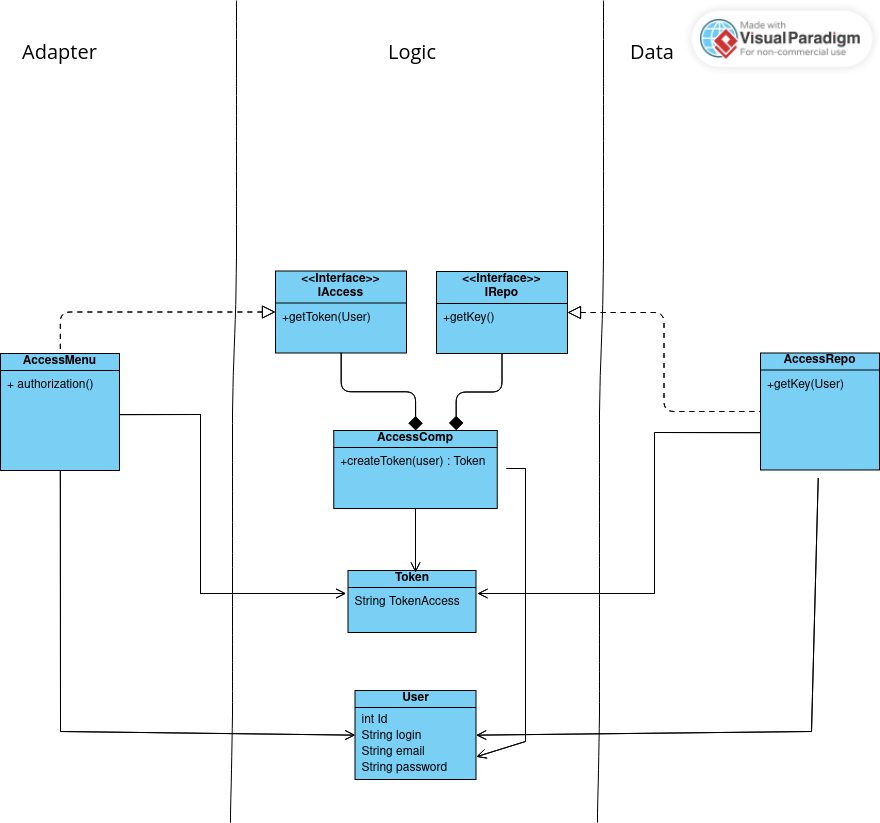 Adapter
Logic
Data
Made with
Visual Paradigm
For non-commercial use
<<Interface>>
IAccess
+getToken(User)
<<Interface>>
IRepo
+getKey()
AccessMenu
+ authorization()
AccessRepo
+getKey(User)
AccessComp
+createToken(user) : Token
Token
String TokenAccess
User
int Id
String login
String email
String password